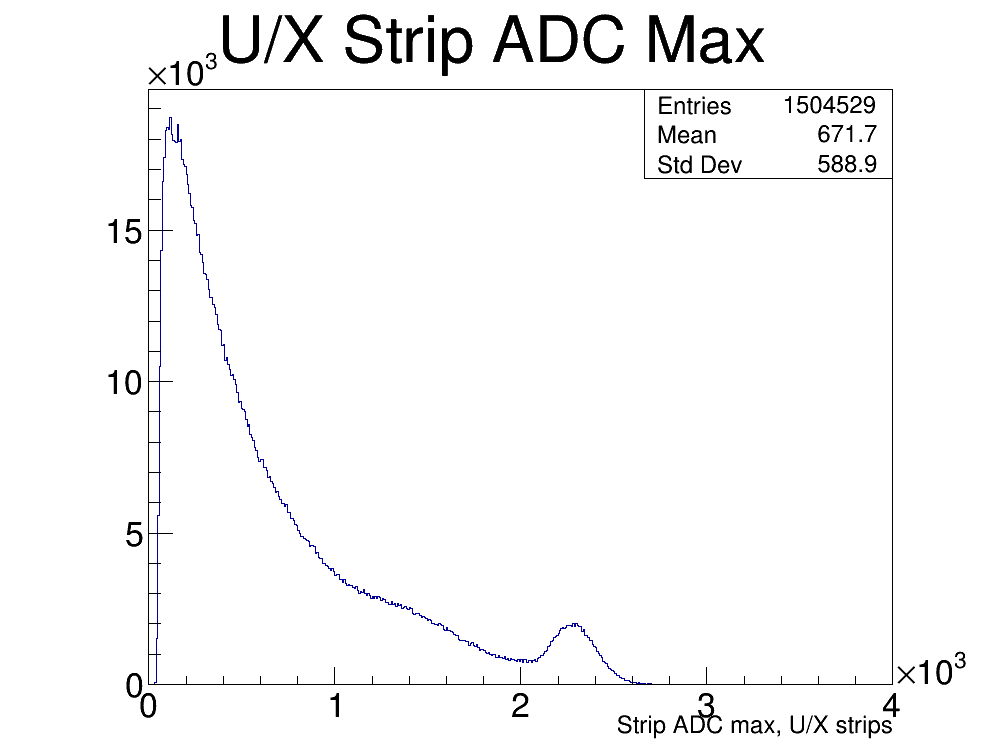 U/X Strip ADC Max
×10³
Entries 1504529
Mean 671.7
Std Dev 588.9
15
10
5
0
0 1 2 3 4
×10³
Strip ADC max, U/X strips